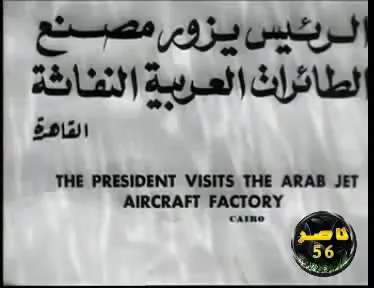 الرئيس يزور مصنع
الطائرات العربية النفاثة
القاهرة
THE PRESIDENT VISITS THE ARAB JET
AIRCRAFT FACTORY
CAIRO
ناصر
56